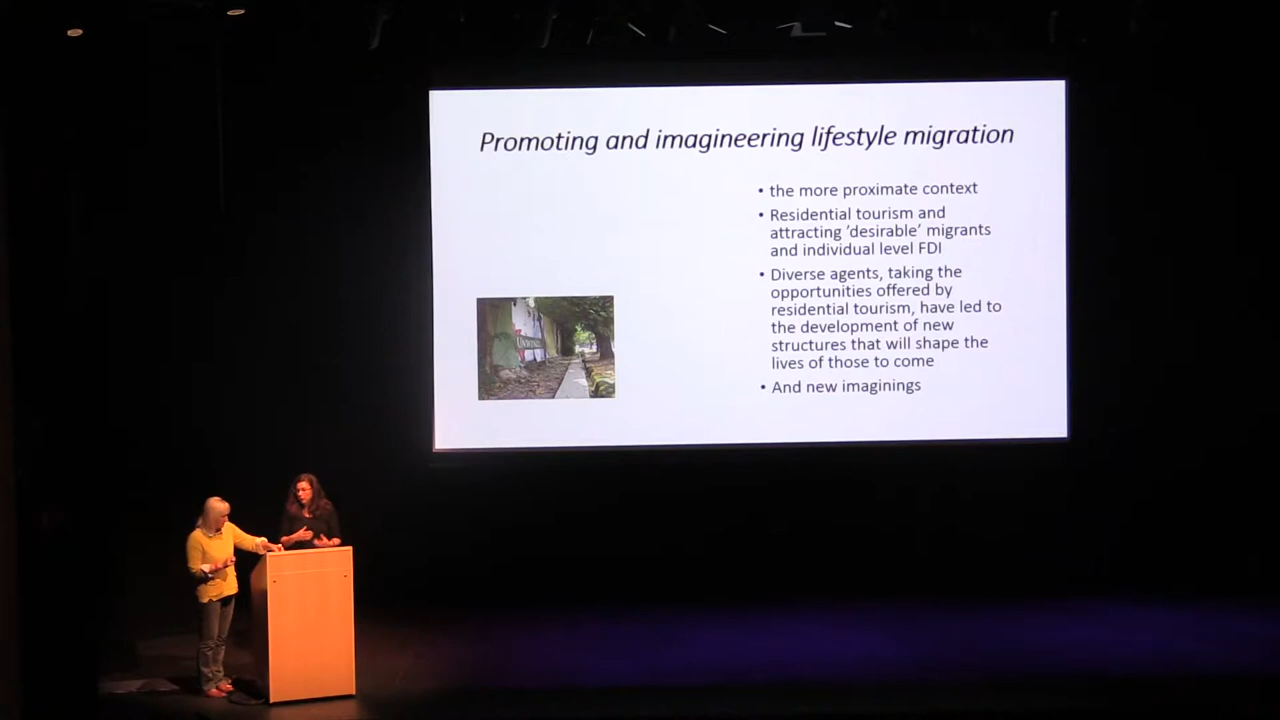 Promoting and imagineering lifestyle migration
• the more proximate context
• Residential tourism and
attracting ‘desirable’ migrants
and individual level FDI
• Diverse agents, taking the
opportunities offered by
residential tourism, have led to
the development of new
structures that will shape the
lives of those to come
• And new imaginings